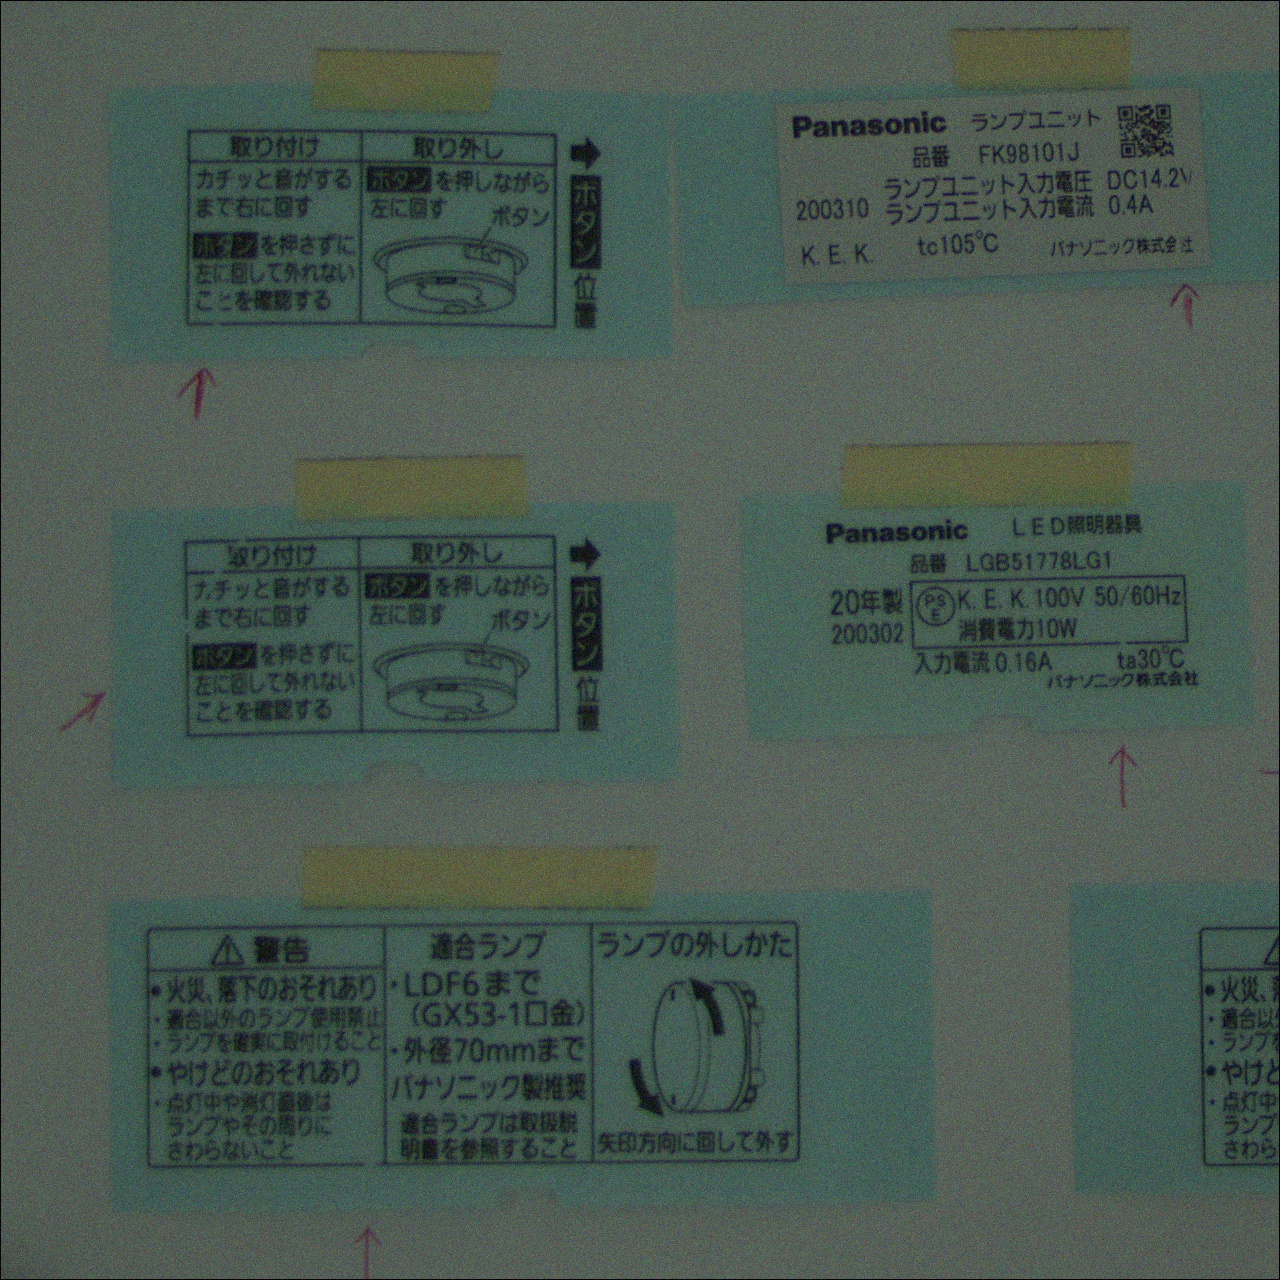 取り付け
カチッと音がする
まで右に回す
ボタンを押さずに
左に回して外れない
ことを確認する
取り外し
ボタンを押しながら
左に回す
ボタン
ボタン位置
Panasonic ランプユニット
品番 FK98101J
ランプユニット入力電圧 DC14.2V
200310 ランプユニット入力電流 0.4A
K. E. K. tc105℃ パナソニック株式会社
取り付け
カチッと音がする
まで右に回す
ボタンを押さずに
左に回して外れない
ことを確認する
取り外し
ボタンを押しながら
左に回す
ボタン
ボタン位置
Panasonic LED照明器具
品番 LGB51778LG1
20年製 PSE K. E. K. 100V 50/60Hz
200302 消費電力10W
入力電流 0.16A ta30℃
パナソニック株式会社
警告
•火災、落下のおそれあり
・適合以外のランプ使用禁止
・ランプを確実に取付けること
•やけどのおそれあり
・点灯中や消灯直後は
ランプやその周りに
さわらないこと
適合ランプ
・LDF6まで
(GX53-1口金)
・外径70mmまで
パナソニック製推奨
適合ランプは取扱説
明書を参照すること
ランプの外しかた
矢印方向に回して外す
•火災、
・適合以
・ランプ
•やけど
・点灯中
ランプ
さわら